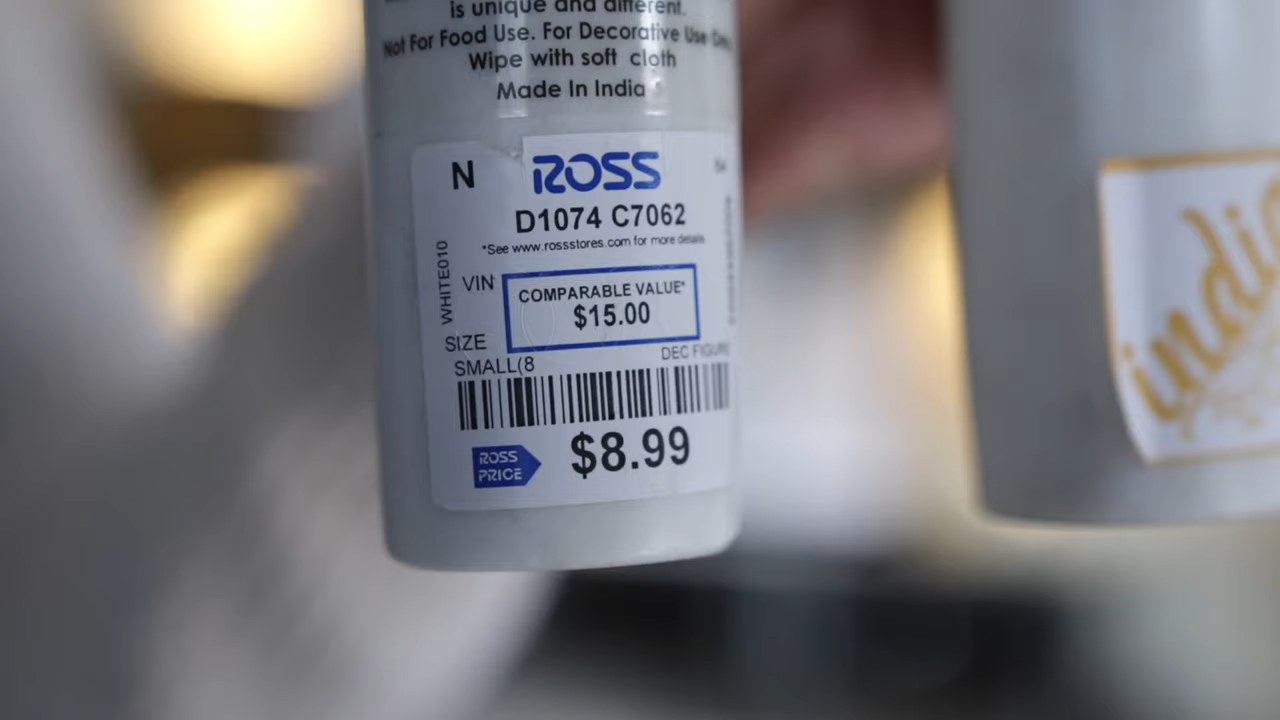 is unique and different.
Not For Food Use. For Decorative Use Only.
Wipe with soft cloth
Made In India
N
ROSS
D1074 C7062
*See www.rossstores.com for more details
WHITE010
VIN
COMPARABLE VALUE*
$15.00
SIZE
SMALL(8
DEC FIGURE
ROSS
PRICE
$8.99
indie